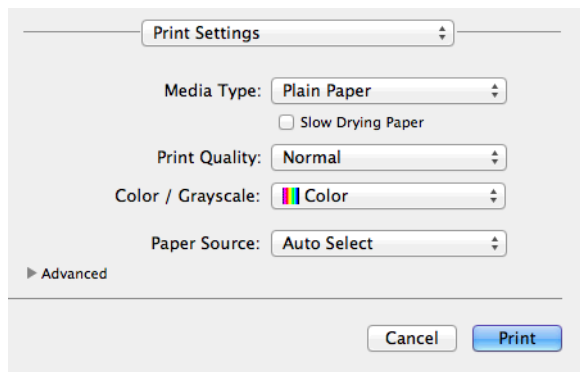 Print Settings
Media Type: Plain Paper
Slow Drying Paper
Print Quality: Normal
Color / Grayscale: Color
Paper Source: Auto Select
Advanced
Cancel Print